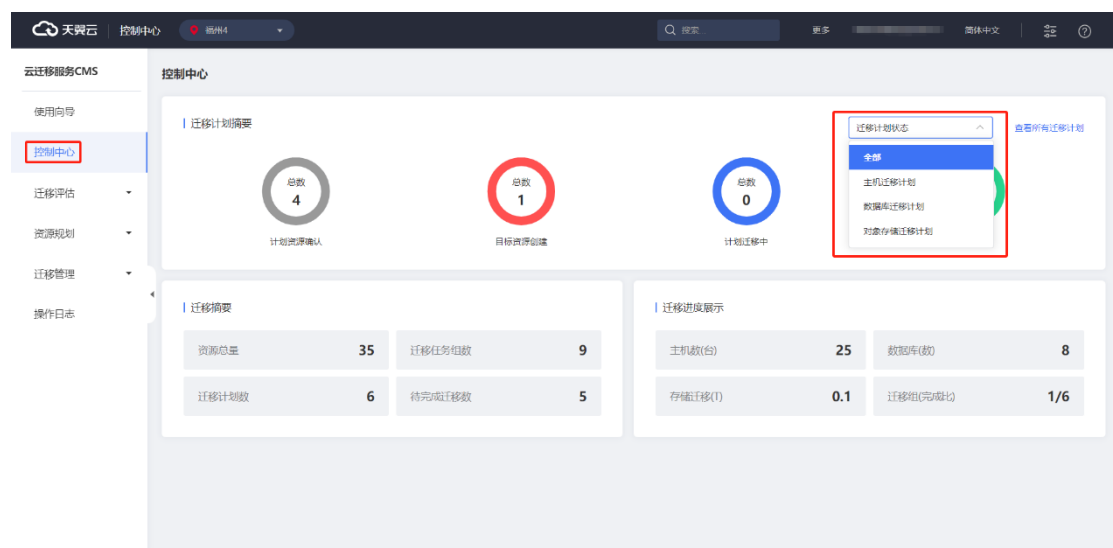 天翼云 控制中心 福州4 搜索... 更多 简体中文
云迁移服务CMS
使用向导
控制中心
迁移评估
资源规划
迁移管理
操作日志
控制中心
迁移计划摘要
迁移计划状态
查看所有迁移计划
全部
主机迁移计划
数据库迁移计划
对象存储迁移计划
总数
4
计划资源确认
总数
1
目标资源创建
总数
0
计划迁移中
迁移摘要
资源总量 35 迁移任务组数 9
迁移计划数 6 待完成迁移数 5
迁移进度展示
主机数(台) 25 数据库(数) 8
存储迁移(T) 0.1 迁移组(完成比) 1/6